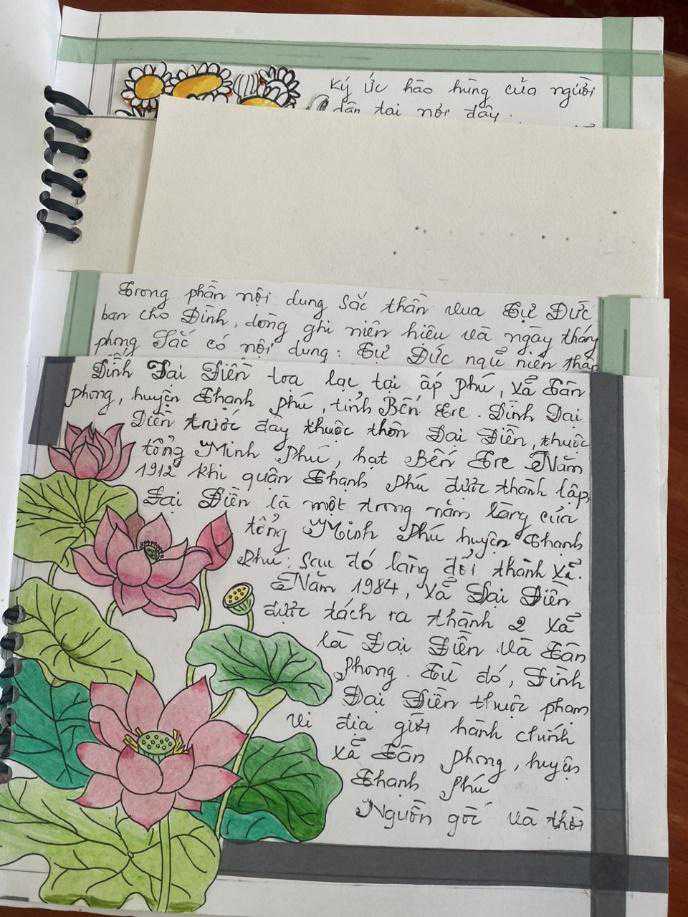 Ký ức hào hùng của người
dân tại nơi đây.
Trong phần nội dung Sắc thần vua Tự Đức
ban cho Đình, dòng ghi niên hiệu và ngày tháng
phong Sắc có nội dung: Tự Đức ngũ niên thập
Đình Đại Điền tọa lạc tại ấp phú, xã Tân
phong, huyện Thạnh phú, tỉnh Bến Tre. Đình Đại
Điền trước đây thuộc thôn Đại Điền, thuộc
tổng Minh Phú, hạt Bến Tre Năm
1912 khi quận Thạnh Phú được thành lập,
Đại Điền là một trong năm làng của
tổng Minh Phú huyện Thạnh
Phú. Sau đó làng đổi thành xã.
Năm 1984, xã Đại Điền
được tách ra thành 2 xã
là Đại Điền và Tân
Phong. Từ đó, Đình
Đại Điền thuộc phạm
vi địa giới hành chính
xã Tân Phong, huyện
Thạnh Phú
Nguồn gốc và thời